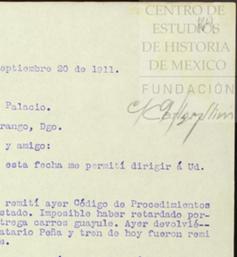 CENTRO DE
ESTUDIOS
DE HISTORIA
DE MEXICO
FUNDACIÓN
eptiembre 20 de 1911.
Palacio.
rango, Dgo.
y amigo:
esta fecha me permití dirigir á Ud.
remití ayer Código de Procedimientos
stado. Imposible haber retardado por-
trega carros guayule. Ayer devolvié--
atario Peña y tren de hoy fueron remi
s.